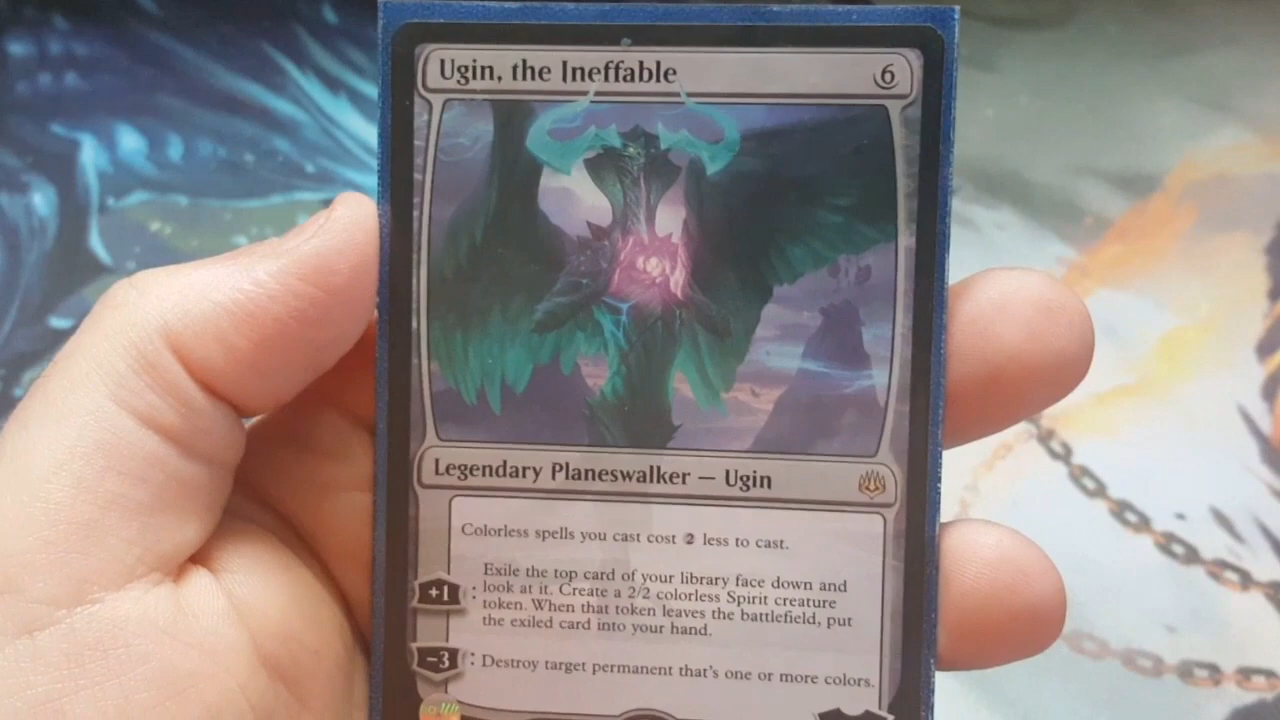 Ugin, the Ineffable 6
Legendary Planeswalker — Ugin
Colorless spells you cast cost 2 less to cast.
Exile the top card of your library face down and
+1 : look at it. Create a 2/2 colorless Spirit creature
token. When that token leaves the battlefield, put
the exiled card into your hand.
−3 : Destroy target permanent that's one or more colors.